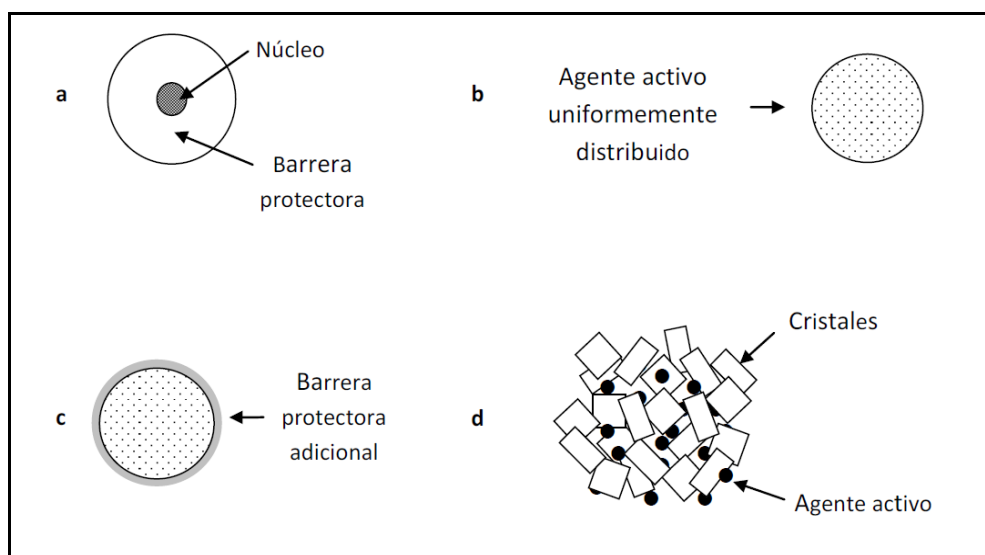 a
Núcleo
Barrera
protectora
b
Agente activo
uniformemente
distribuido
c
Barrera
protectora
adicional
d
Cristales
Agente activo